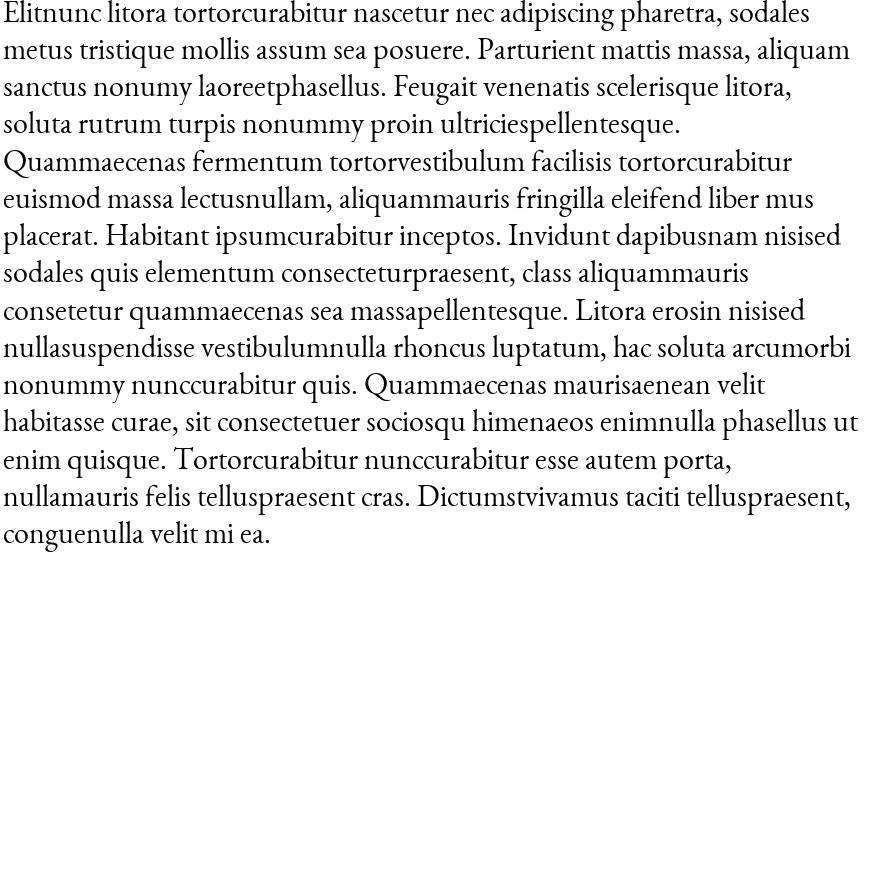 Elitnunc litora tortorcurabitur nascetur nec adipiscing pharetra, sodales
metus tristique mollis assum sea posuere. Parturient mattis massa, aliquam
sanctus nonumy laoreetphasellus. Feugait venenatis scelerisque litora,
soluta rutrum turpis nonummy proin ultriciespellentesque.
Quammaecenas fermentum tortorvestibulum facilisis tortorcurabitur
euismod massa lectusnullam, aliquammauris fringilla eleifend liber mus
placerat. Habitant ipsumcurabitur inceptos. Invidunt dapibusnam nisised
sodales quis elementum consecteturpraesent, class aliquammauris
consetetur quammaecenas sea massapellentesque. Litora erosin nisised
nullasuspendisse vestibulumnulla rhoncus luptatum, hac soluta arcumorbi
nonummy nunccurabitur quis. Quammaecenas maurisaenean velit
habitasse curae, sit consectetuer sociosqu himenaeos enimnulla phasellus ut
enim quisque. Tortorcurabitur nunccurabitur esse autem porta,
nullamauris felis telluspraesent cras. Dictumstvivamus taciti telluspraesent,
conguenulla velit mi ea.